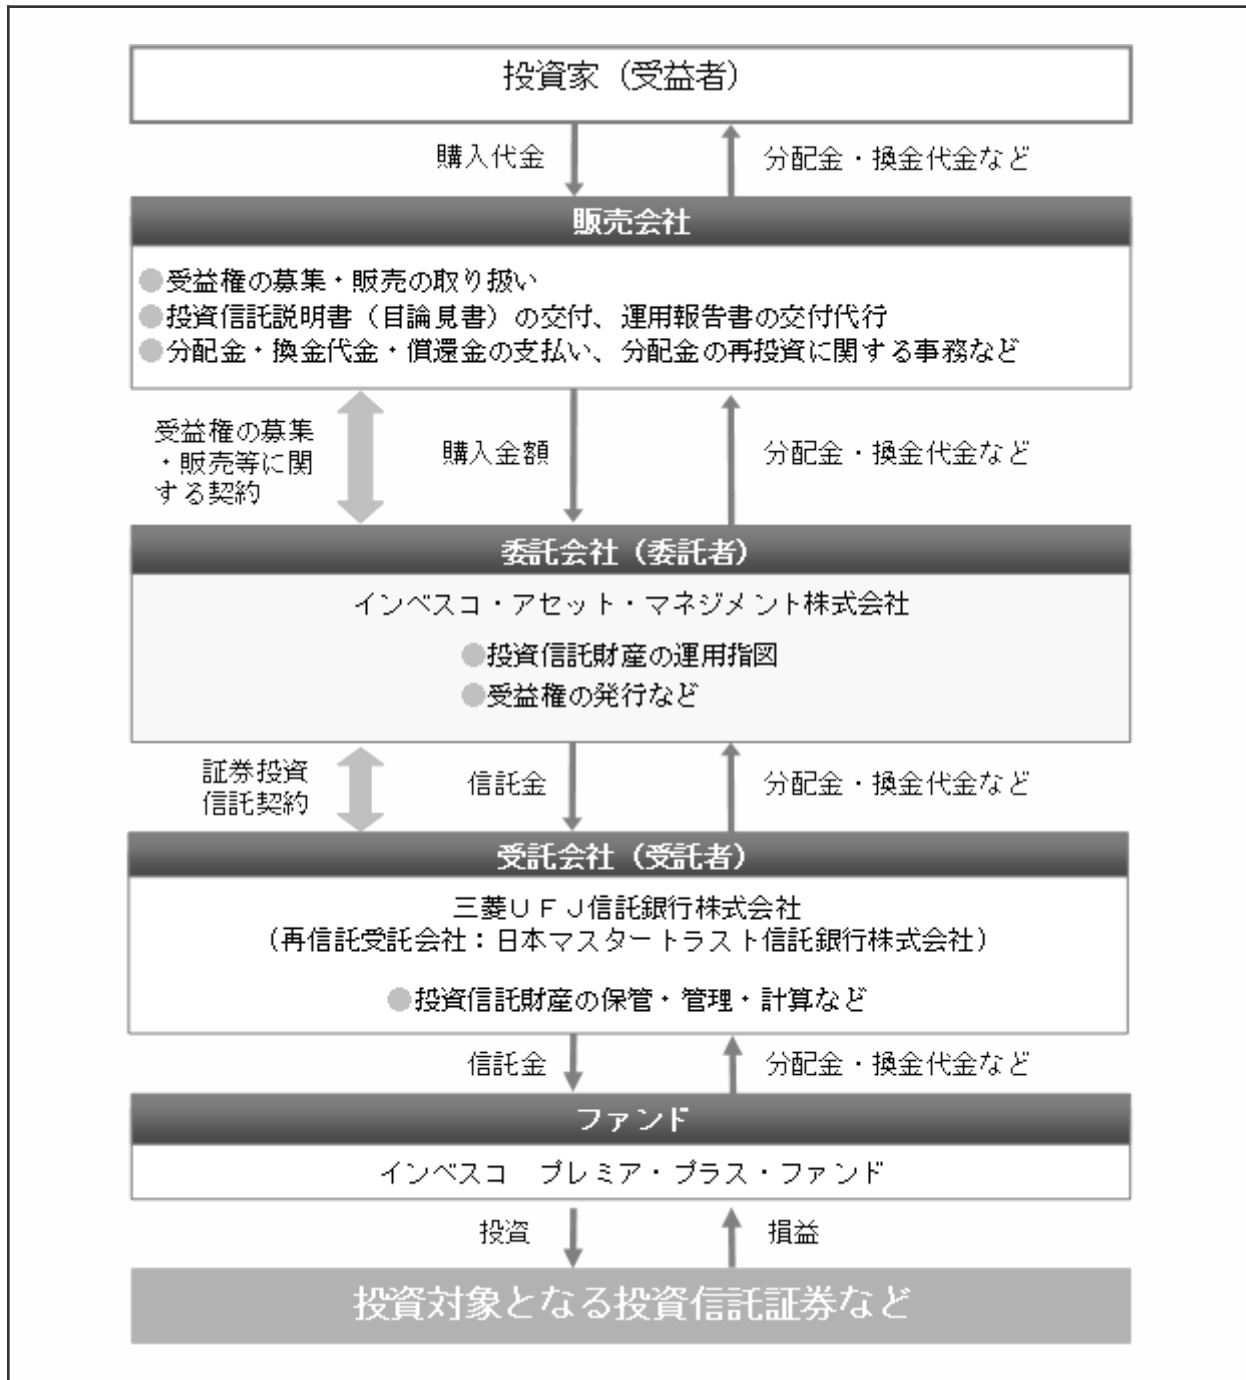 投資家（受益者）
購入代金
分配金・換金代金など
販売会社
●受益権の募集・販売の取り扱い
●投資信託説明書（目論見書）の交付、運用報告書の交付代行
●分配金・換金代金・償還金の支払い、分配金の再投資に関する事務など
受益権の募集
・販売等に関
する契約
購入金額
分配金・換金代金など
委託会社（委託者）
インベスコ・アセット・マネジメント株式会社
●投資信託財産の運用指図
●受益権の発行など
証券投資
信託契約
信託金
分配金・換金代金など
受託会社（受託者）
三菱ＵＦＪ信託銀行株式会社
（再信託受託会社：日本マスタートラスト信託銀行株式会社）
●投資信託財産の保管・管理・計算など
信託金
分配金・換金代金など
ファンド
インベスコ　プレミア・プラス・ファンド
投資
損益
投資対象となる投資信託証券など